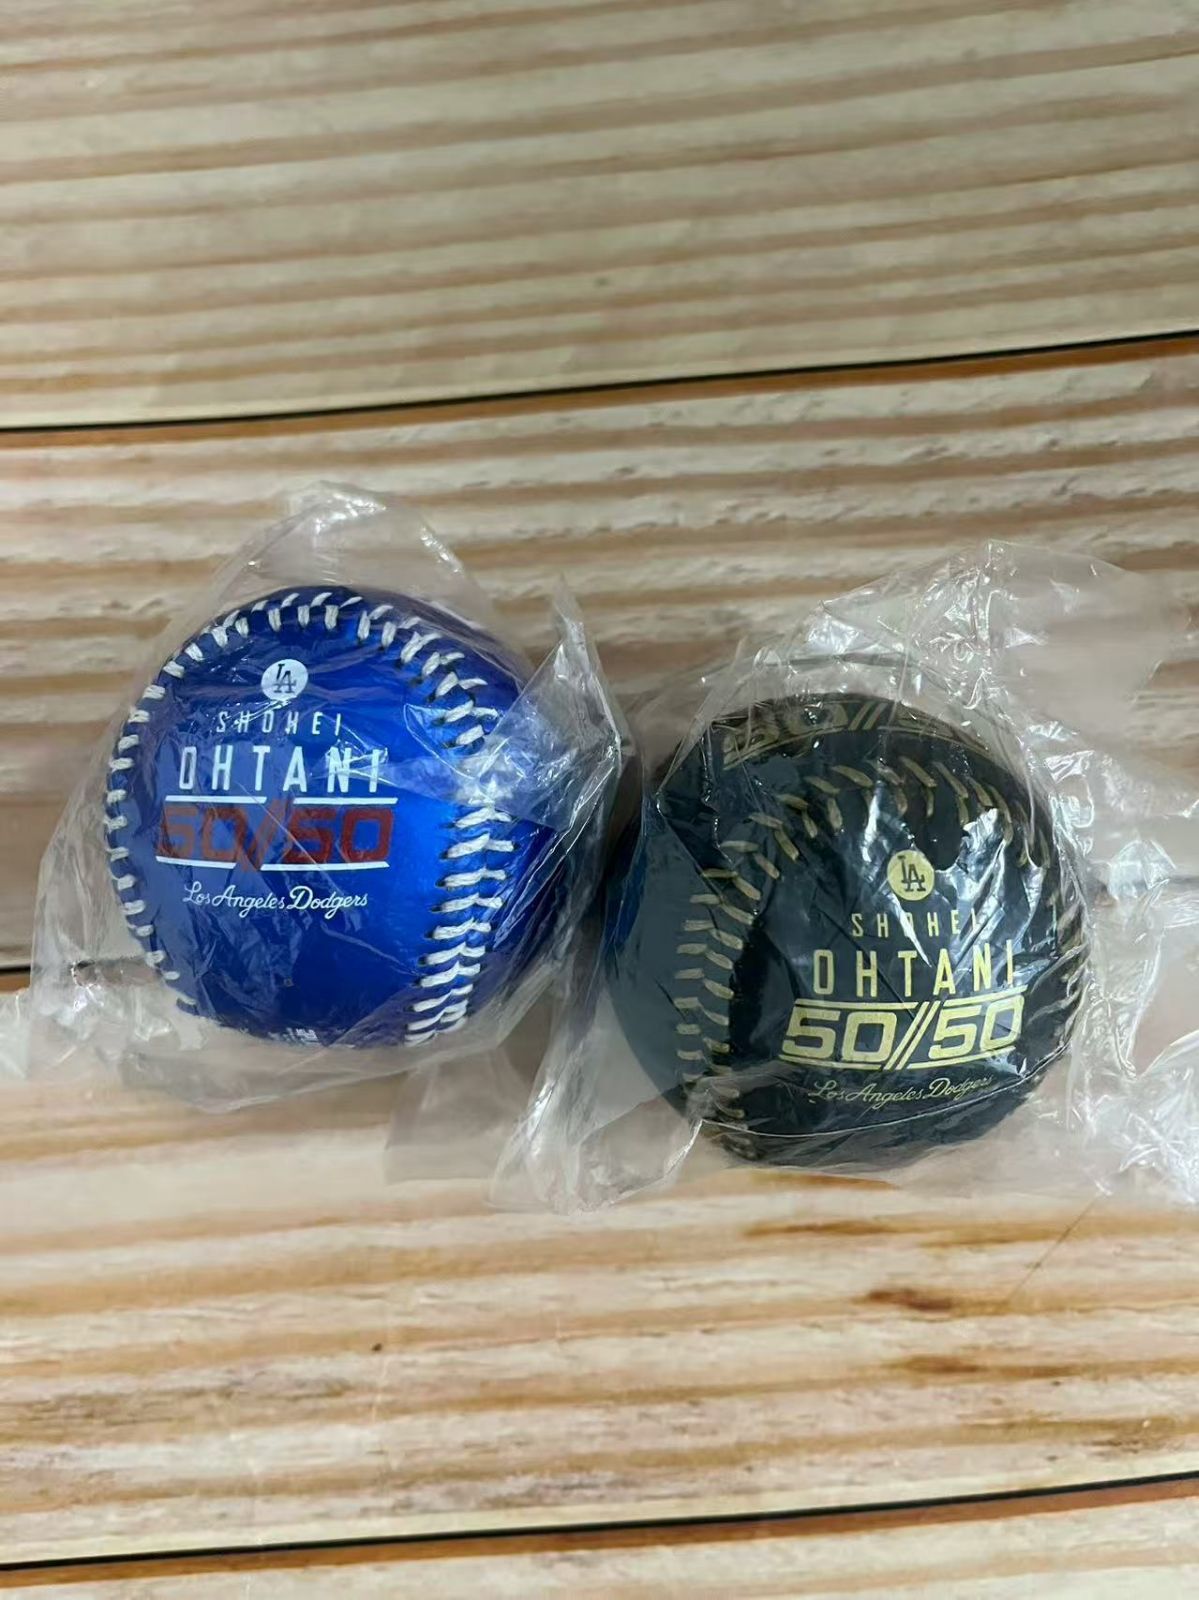 LA
SHOHEI
OHTANI
50//50
Los Angeles Dodgers
LA
SHOHEI
OHTANI
50//50
Los Angeles Dodgers